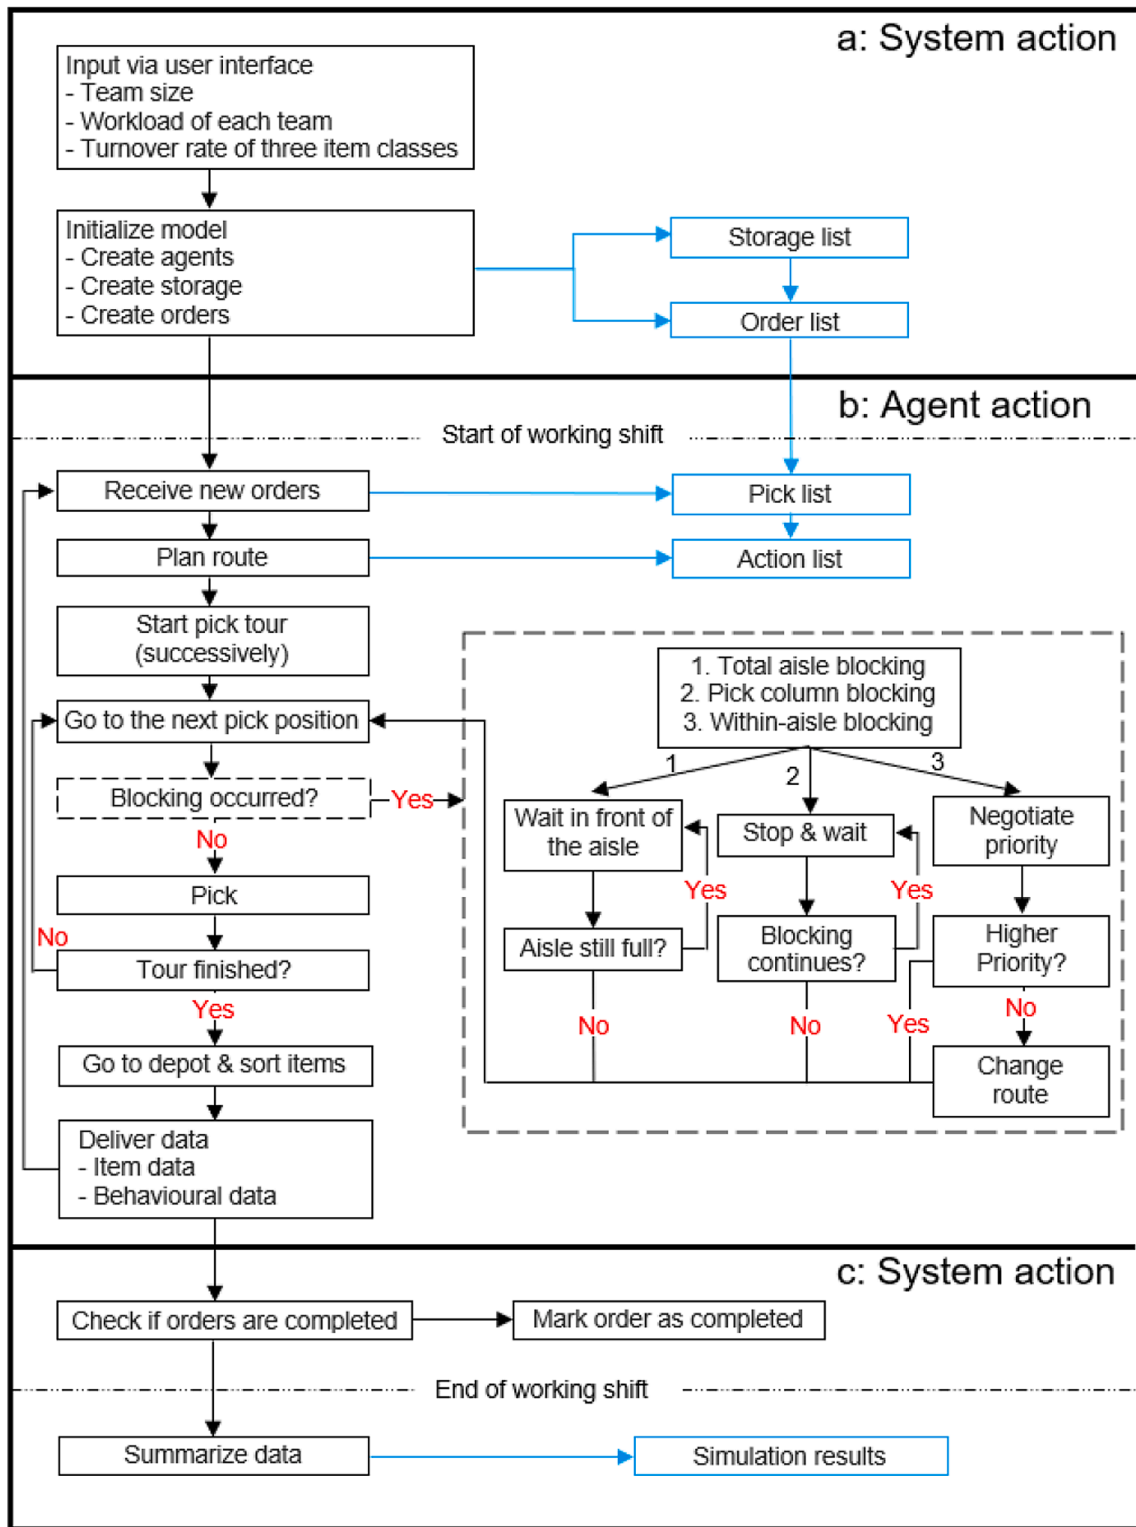 a: System action
Input via user interface
- Team size
- Workload of each team
- Turnover rate of three item classes
Initialize model
- Create agents
- Create storage
- Create orders
Storage list
Order list
b: Agent action
Start of working shift
Receive new orders
Pick list
Plan route
Action list
Start pick tour
(successively)
Go to the next pick position
Blocking occurred?
Yes
No
Pick
No
Tour finished?
Yes
Go to depot & sort items
Deliver data
- Item data
- Behavioural data
1. Total aisle blocking
2. Pick column blocking
3. Within-aisle blocking
1
2
3
Wait in front of
the aisle
Yes
Aisle still full?
No
Stop & wait
Yes
Blocking
continues?
No
Negotiate
priority
Higher
Priority?
Yes
No
Change
route
c: System action
Check if orders are completed
Mark order as completed
End of working shift
Summarize data
Simulation results